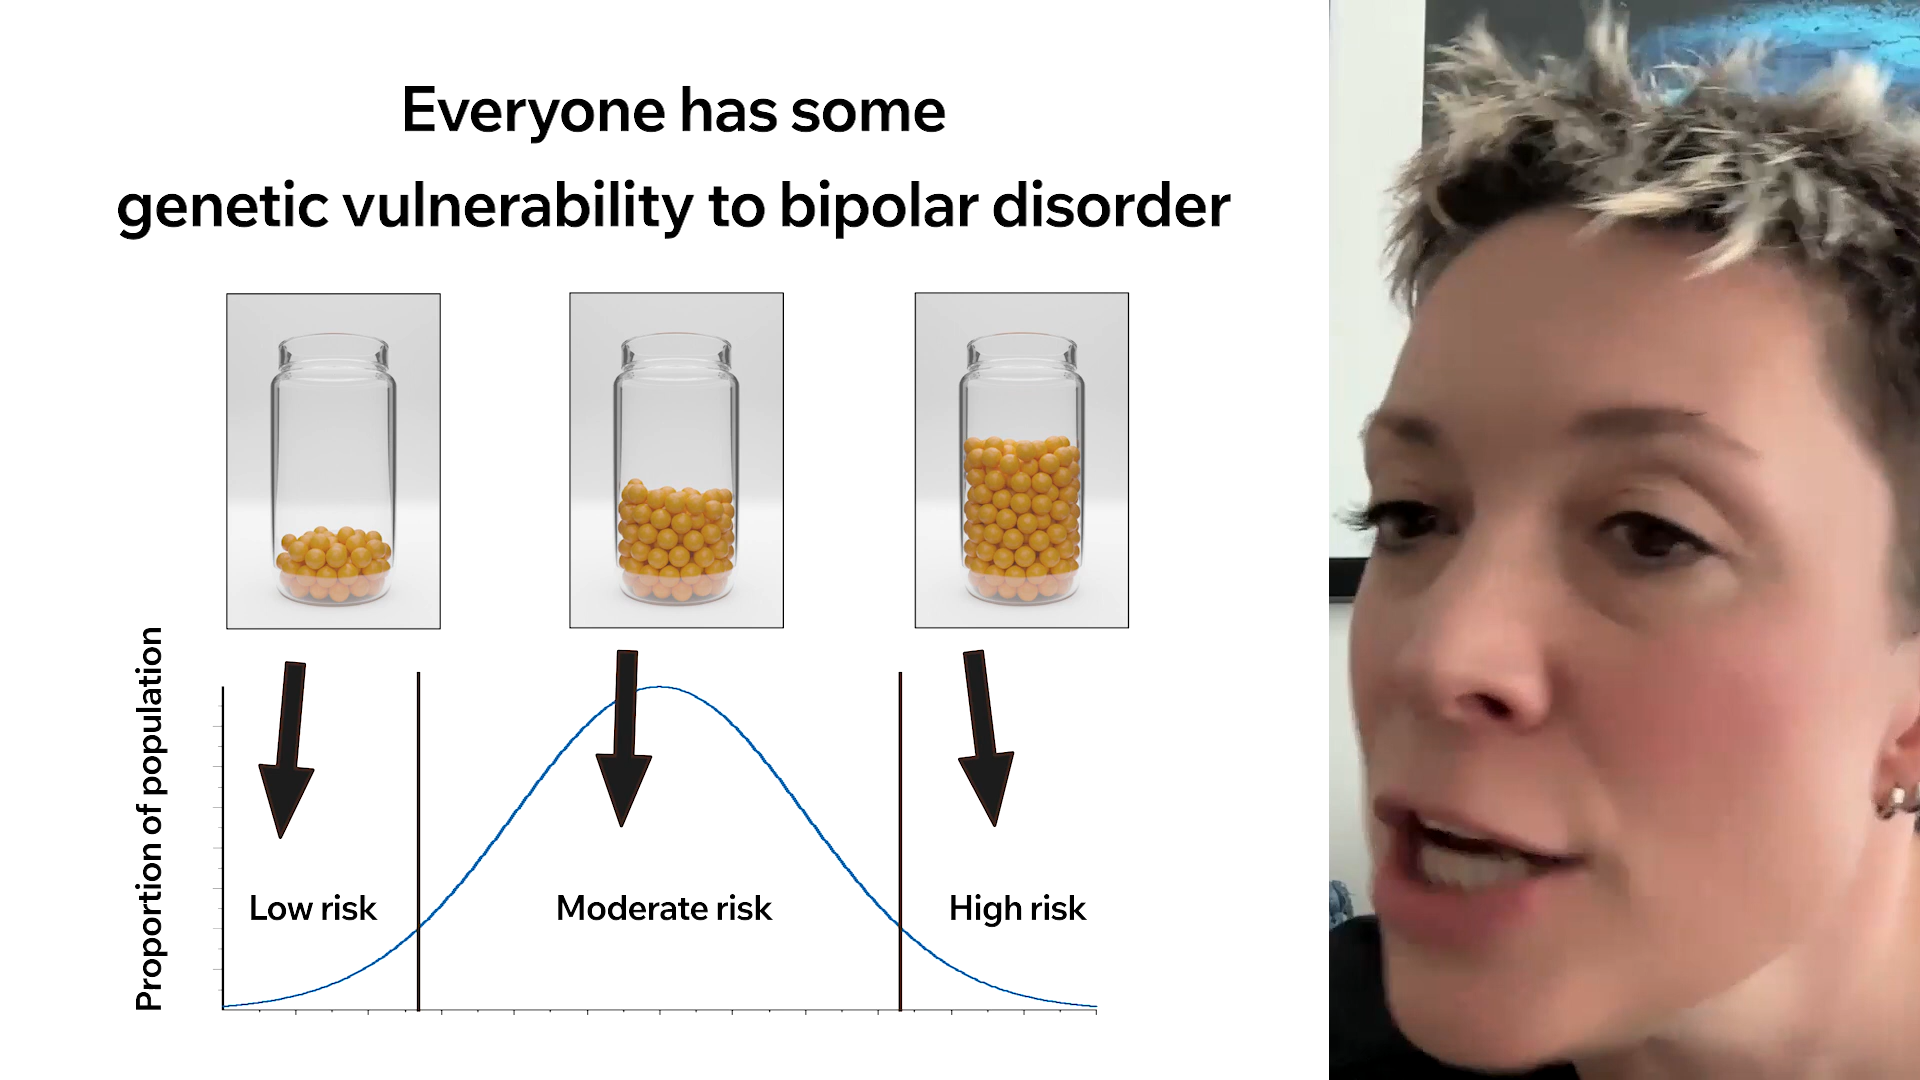 Everyone has some
genetic vulnerability to bipolar disorder
Proportion of population
Low risk
Moderate risk
High risk